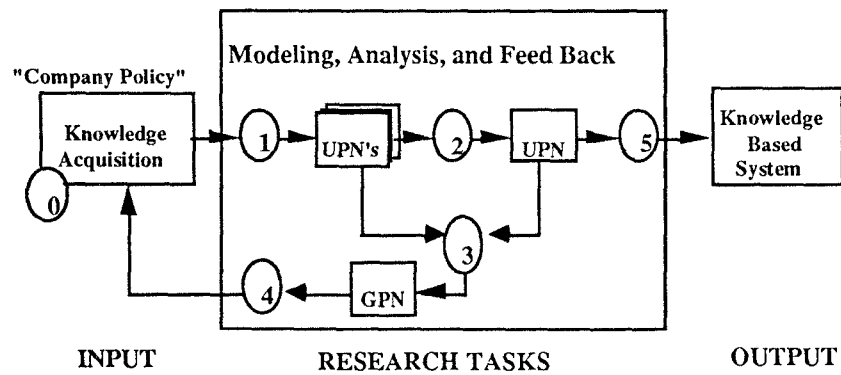 Modeling, Analysis, and Feed Back
"Company Policy"
Knowledge
Acquisition
0
1
UPN's
2
UPN
5
Knowledge
Based
System
3
4
GPN
INPUT
RESEARCH TASKS
OUTPUT